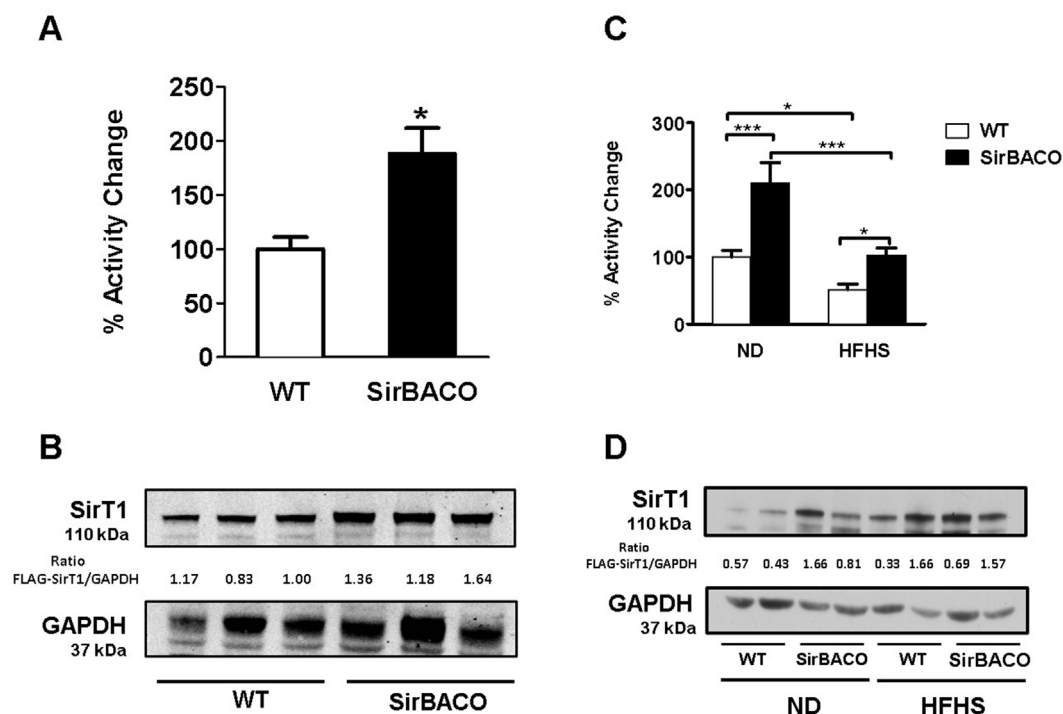 A
% Activity Change
250
200
150
100
50
0
*
WT
SirBACO
B
SirT1
110 kDa
Ratio
FLAG-SirT1/GAPDH
1.17 0.83 1.00 1.36 1.18 1.64
GAPDH
37 kDa
WT SirBACO
C
% Activity Change
300
200
100
0
*
***
***
*
WT
SirBACO
ND HFHS
D
SirT1
110 kDa
Ratio
FLAG-SirT1/GAPDH
0.57 0.43 1.66 0.81 0.33 1.66 0.69 1.57
GAPDH
37 kDa
WT SirBACO WT SirBACO
ND HFHS